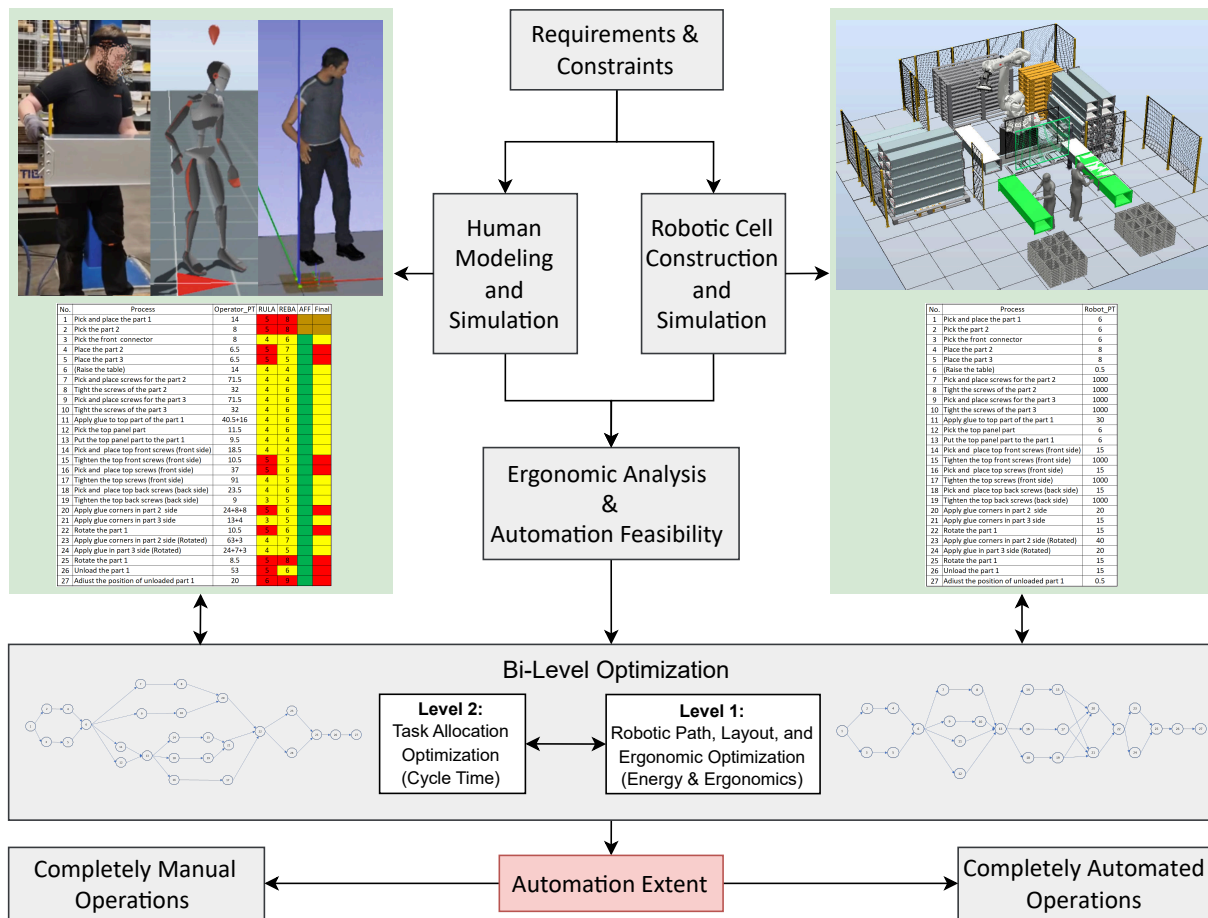 Requirements &
Constraints
Human
Modeling
and
Simulation
Robotic Cell
Construction
and
Simulation
No. Process Operator_PT RULA REBA AFF Final
1 Pick and place the part 1 14 5 8
2 Pick the part 2 8 5 8
3 Pick the front connector 8 4 6
4 Place the part 2 6.5 5 7
5 Place the part 3 6.5 5 5
6 (Raise the table) 14 4 4
7 Pick and place screws for the part 2 71.5 4 4
8 Tight the screws of the part 2 32 4 6
9 Pick and place screws for the part 3 71.5 4 6
10 Tight the screws of the part 3 32 4 6
11 Apply glue to top part of the part 1 40.5+16 4 6
12 Pick the top panel part 11.5 4 6
13 Put the top panel part to the part 1 9.5 4 4
14 Pick and place top front screws (front side) 18.5 4 4
15 Tighten the top front screws (front side) 10.5 5 5
16 Pick and place top screws (front side) 37 5 6
17 Tighten the top screws (front side) 91 4 5
18 Pick and place top back screws (back side) 23.5 4 6
19 Tighten the top back screws (back side) 9 3 5
20 Apply glue corners in part 2 side 24+8+8 5 6
21 Apply glue corners in part 3 side 13+4 3 5
22 Rotate the part 1 10.5 5 6
23 Apply glue corners in part 2 side (Rotated) 63+3 4 7
24 Apply glue in part 3 side (Rotated) 24+7+3 4 5
25 Rotate the part 1 8.5 5 8
26 Unload the part 1 53 5 6
27 Adiust the position of unloaded part 1 20 6 9
No. Process Robot_PT
1 Pick and place the part 1 6
2 Pick the part 2 6
3 Pick the front connector 6
4 Place the part 2 8
5 Place the part 3 8
6 (Raise the table) 0.5
7 Pick and place screws for the part 2 1000
8 Tight the screws of the part 2 1000
9 Pick and place screws for the part 3 1000
10 Tight the screws of the part 3 1000
11 Apply glue to top part of the part 1 30
12 Pick the top panel part 6
13 Put the top panel part to the part 1 6
14 Pick and place top front screws (front side) 15
15 Tighten the top front screws (front side) 1000
16 Pick and place top screws (front side) 15
17 Tighten the top screws (front side) 1000
18 Pick and place top back screws (back side) 15
19 Tighten the top back screws (back side) 1000
20 Apply glue corners in part 2 side 20
21 Apply glue corners in part 3 side 15
22 Rotate the part 1 15
23 Apply glue corners in part 2 side (Rotated) 40
24 Apply glue in part 3 side (Rotated) 20
25 Rotate the part 1 15
26 Unload the part 1 15
27 Adiust the position of unloaded part 1 0.5
Ergonomic Analysis
&
Automation Feasibility
Bi-Level Optimization
Level 2:
Task Allocation
Optimization
(Cycle Time)
Level 1:
Robotic Path, Layout, and
Ergonomic Optimization
(Energy & Ergonomics)
Completely Manual
Operations
Automation Extent
Completely Automated
Operations